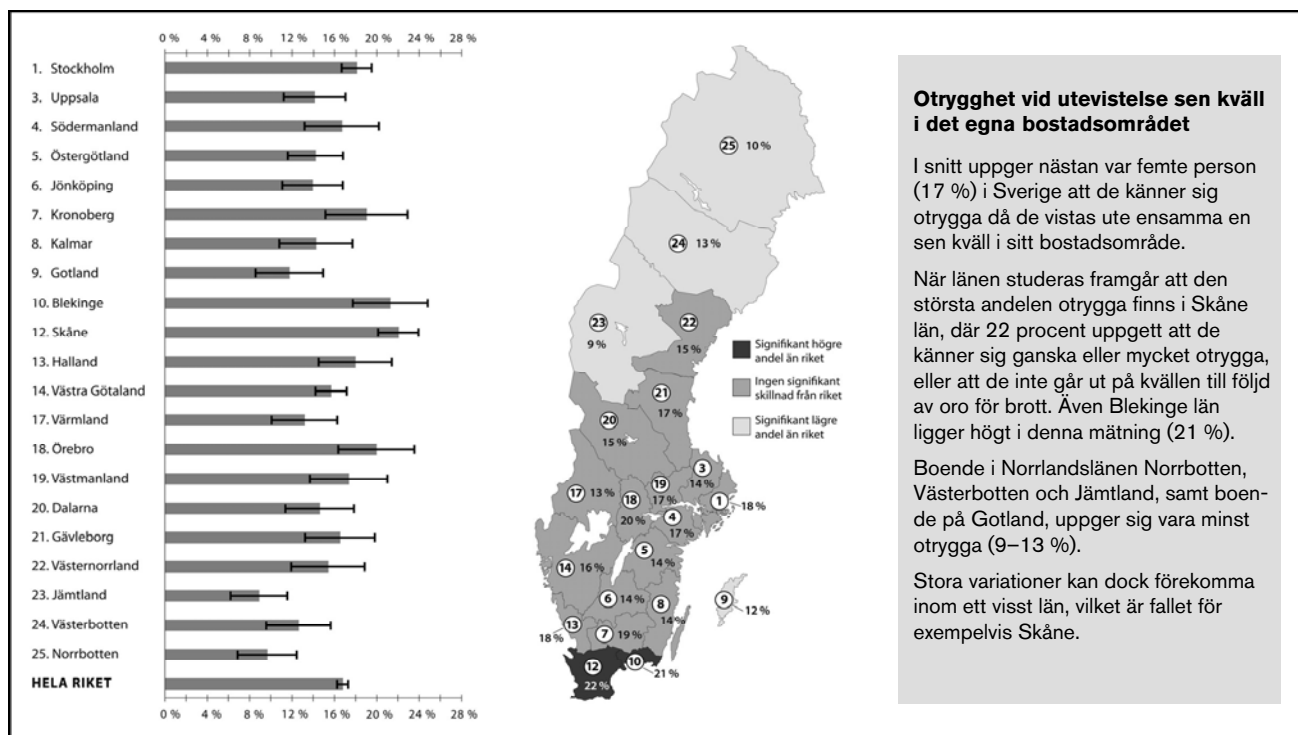 0 % 4 % 8 % 12 % 16 % 20 % 24 % 28 %
1. Stockholm
3. Uppsala
4. Södermanland
5. Östergötland
6. Jönköping
7. Kronoberg
8. Kalmar
9. Gotland
10. Blekinge
12. Skåne
13. Halland
14. Västra Götaland
17. Värmland
18. Örebro
19. Västmanland
20. Dalarna
21. Gävleborg
22. Västernorrland
23. Jämtland
24. Västerbotten
25. Norrbotten
HELA RIKET
0 % 4 % 8 % 12 % 16 % 20 % 24 % 28 %
25 10 %
24 13 %
23
9 %
22
15 %
21
17 %
20
15 %
3
14 %
19
17 %
17 13 %
18
20 %
1
18 %
4
17 %
5
14 %
14 16 %
6 14 %
8
14 %
9
12 %
13
18 %
7 19 %
12
22 %
10
21 %
Signifikant högre
andel än riket
Ingen signifikant
skillnad från riket
Signifikant lägre
andel än riket
Otrygghet vid utevistelse sen kväll
i det egna bostadsområdet
I snitt uppger nästan var femte person
(17 %) i Sverige att de känner sig
otrygga då de vistas ute ensamma en
sen kväll i sitt bostadsområde.
När länen studeras framgår att den
största andelen otrygga finns i Skåne
län, där 22 procent uppgett att de
känner sig ganska eller mycket otrygga,
eller att de inte går ut på kvällen till följd
av oro för brott. Även Blekinge län
ligger högt i denna mätning (21 %).
Boende i Norrlandslänen Norrbotten,
Västerbotten och Jämtland, samt boen-
de på Gotland, uppger sig vara minst
otrygga (9–13 %).
Stora variationer kan dock förekomma
inom ett visst län, vilket är fallet för
exempelvis Skåne.